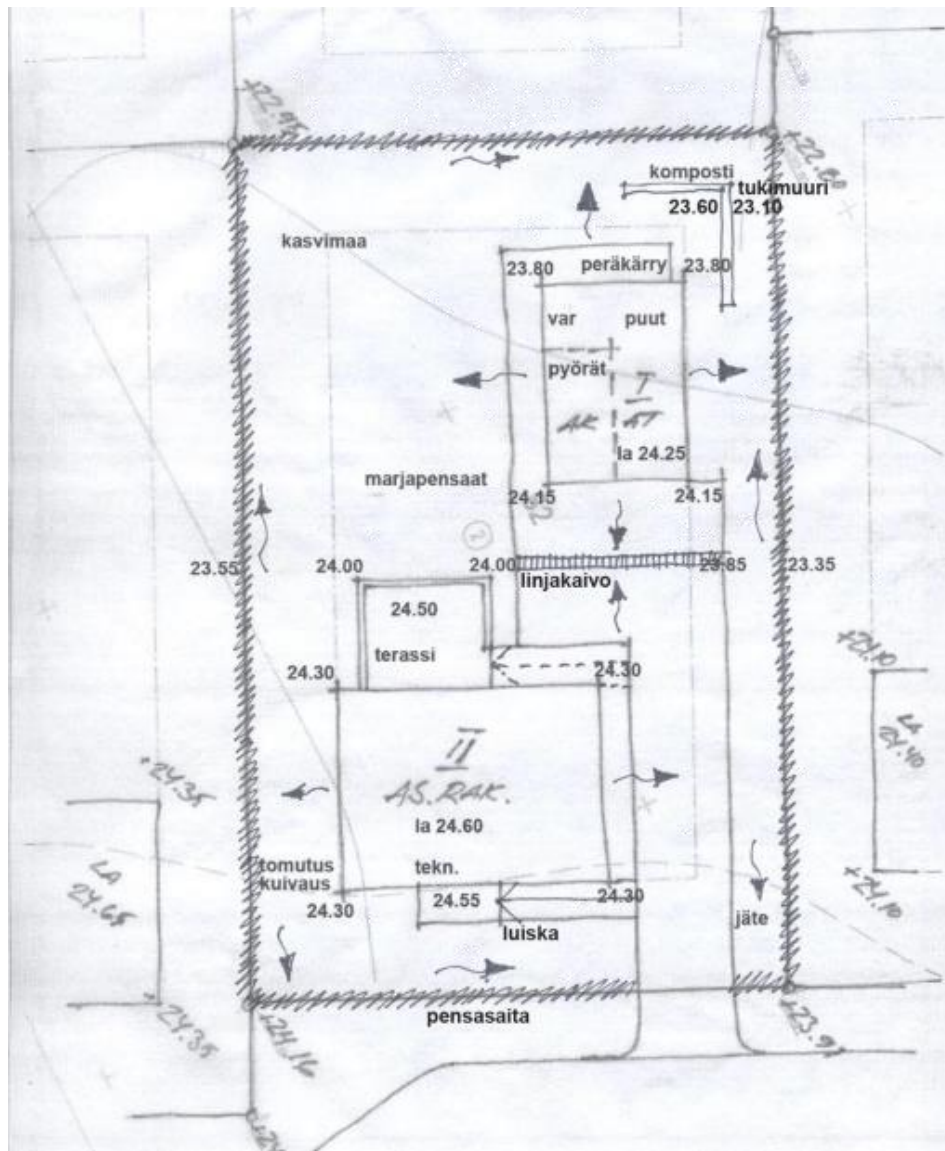 +22.95
+22.80
komposti
tukimuuri
23.60
23.10
kasvimaa
23.80
peräkärry
23.80
var
puut
pyörät
I
AK
AT
la 24.25
marjapensaat
24.15
24.15
2
23.55
24.00
24.00
23.85
23.35
linjakaivo
24.50
terassi
24.30
24.30
+24.10
II
AS.RAK.
la 24.60
LA
24.40
+24.35
LA
24.65
tomutus
kuivaus
tekn.
24.30
24.55
24.30
+24.10
luiska
jäte
pensasaita
+24.35
+24.16